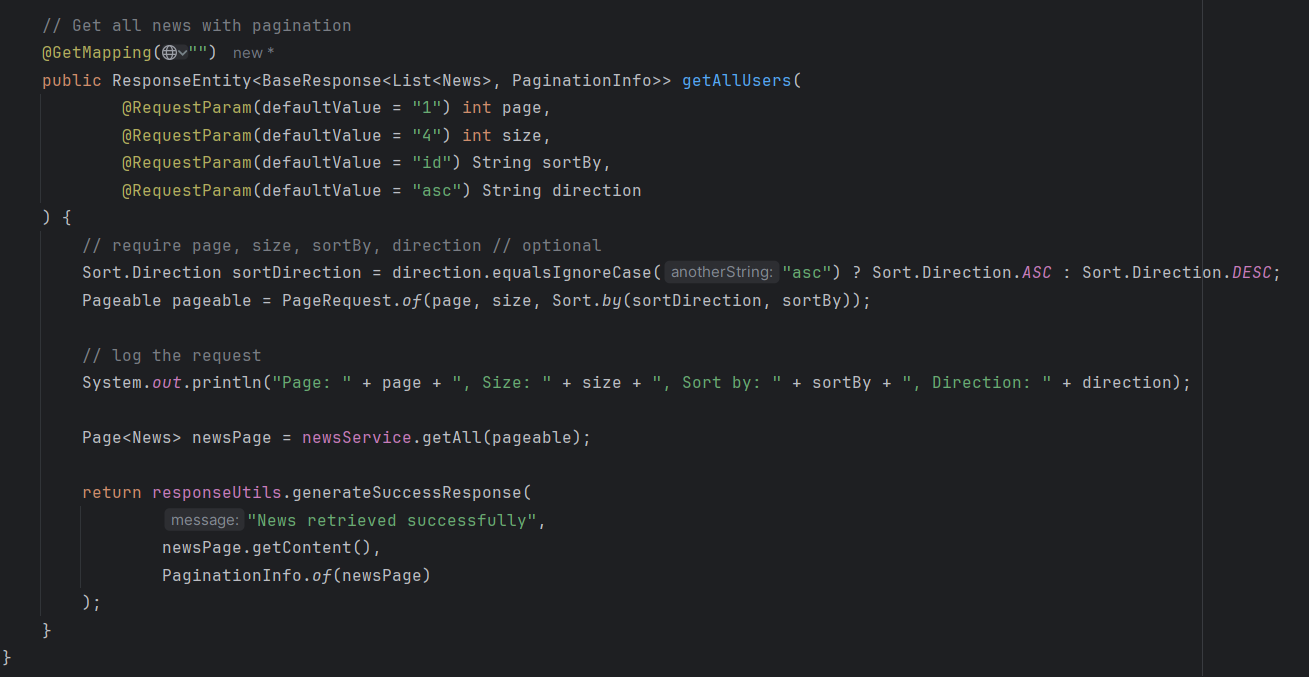 // Get all news with pagination
@GetMapping("") new *
public ResponseEntity<BaseResponse<List<News>, PaginationInfo>> getAllUsers(
@RequestParam(defaultValue = "1") int page,
@RequestParam(defaultValue = "4") int size,
@RequestParam(defaultValue = "id") String sortBy,
@RequestParam(defaultValue = "asc") String direction
) {
// require page, size, sortBy, direction // optional
Sort.Direction sortDirection = direction.equalsIgnoreCase( anotherString: "asc") ? Sort.Direction.ASC : Sort.Direction.DESC;
Pageable pageable = PageRequest.of(page, size, Sort.by(sortDirection, sortBy));
// log the request
System.out.println("Page: " + page + ", Size: " + size + ", Sort by: " + sortBy + ", Direction: " + direction);
Page<News> newsPage = newsService.getAll(pageable);
return responseUtils.generateSuccessResponse(
message: "News retrieved successfully",
newsPage.getContent(),
PaginationInfo.of(newsPage)
);
}
}